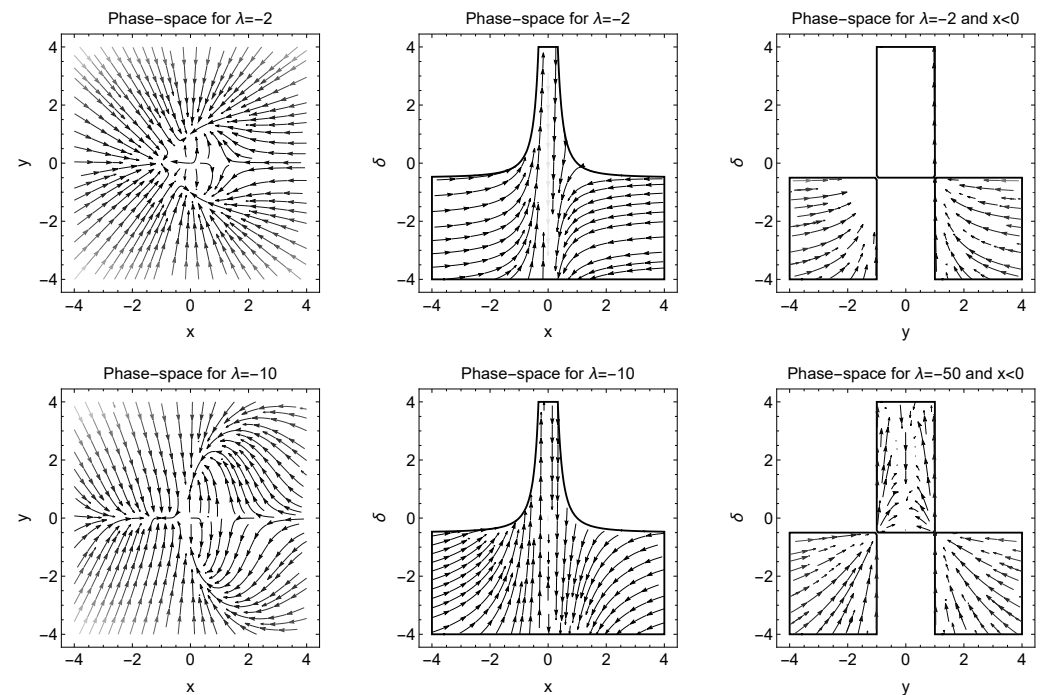 Phase−space for λ=−2
Phase−space for λ=−2
Phase−space for λ=−2 and x<0
y
4
2
0
−2
−4
−4 −2 0 2 4
x
δ
4
2
0
−2
−4
−4 −2 0 2 4
x
δ
4
2
0
−2
−4
−4 −2 0 2 4
y
Phase−space for λ=−10
Phase−space for λ=−10
Phase−space for λ=−50 and x<0
y
4
2
0
−2
−4
−4 −2 0 2 4
x
δ
4
2
0
−2
−4
−4 −2 0 2 4
x
δ
4
2
0
−2
−4
−4 −2 0 2 4
y